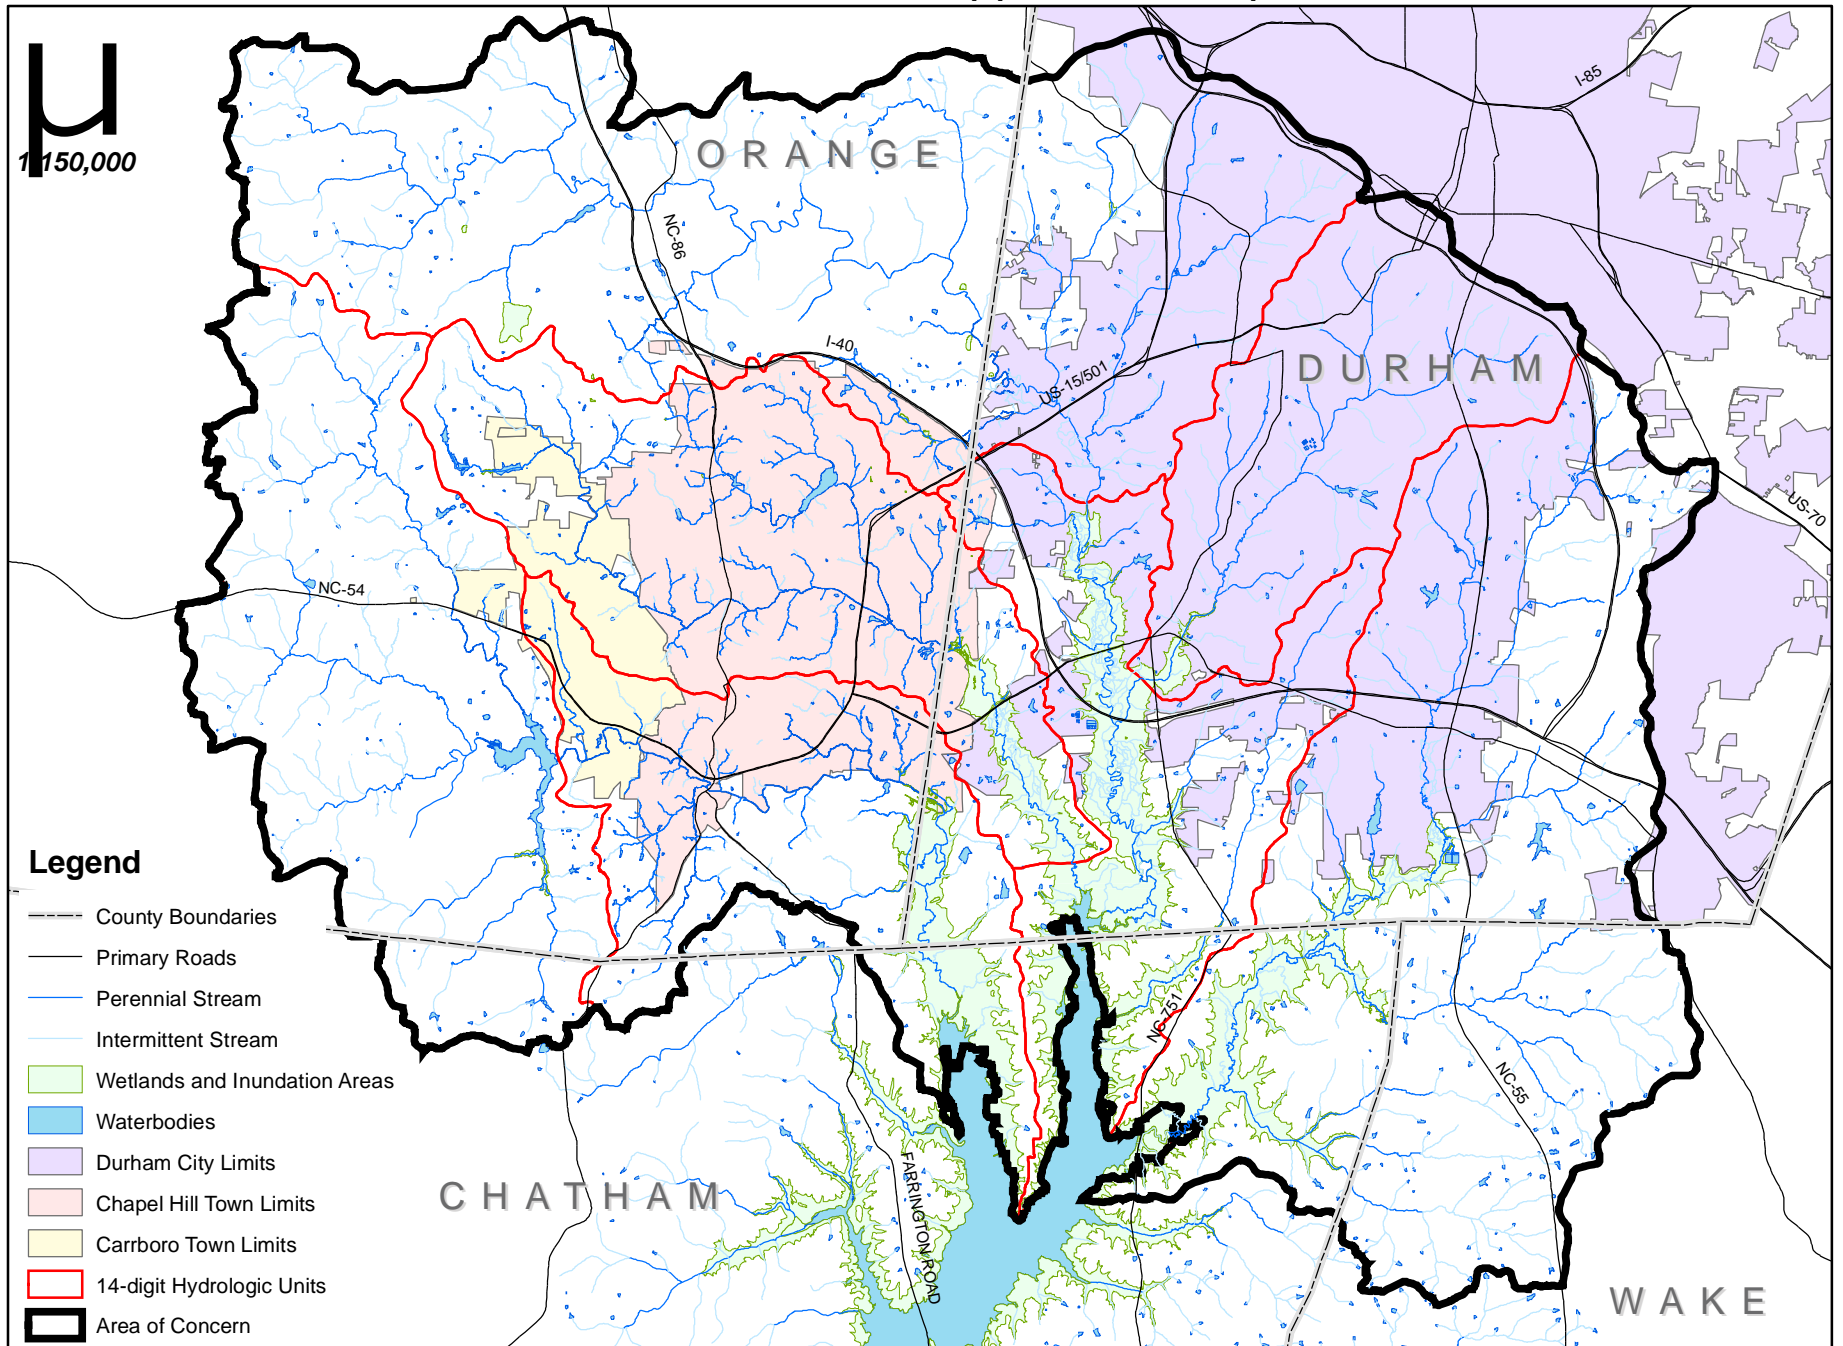 µ
1:150,000
ORANGE
I-85
NC-86
I-40
US-15/501
DURHAM
US-70
NC-54
NC-751
NC-55
CHATHAM
FARRINGTON ROAD
WAKE
Legend
County Boundaries
Primary Roads
Perennial Stream
Intermittent Stream
Wetlands and Inundation Areas
Waterbodies
Durham City Limits
Chapel Hill Town Limits
Carrboro Town Limits
14-digit Hydrologic Units
Area of Concern